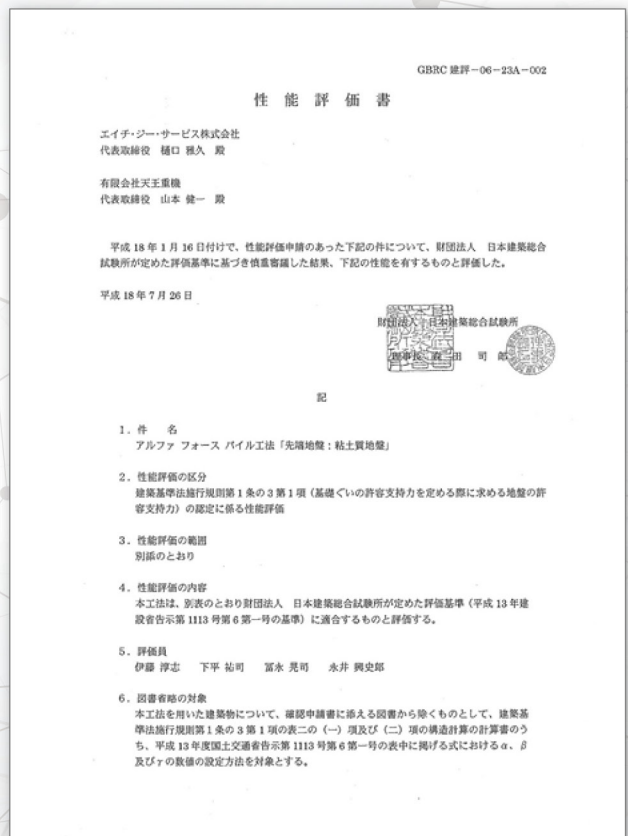 GBRC 建評-06-23A-002
性能評価書
エイチ・ジー・サービス株式会社
代表取締役 樋口 雅久 殿
有限会社天王重機
代表取締役 山本 健一 殿
平成 18 年 1 月 16 日付けで、性能評価申請のあった下記の件について、財団法人 日本建築総合
試験所が定めた評価基準に基づき慎重審議した結果、下記の性能を有するものと評価した。
平成 18 年 7 月 26 日
財団法人 日本建築総合試験所
理事長 森田 司郎
記
1. 件 名
アルファ フォース パイル工法「先端地盤:粘土質地盤」
2. 性能評価の区分
建築基準法施行規則第 1 条の 3 第 1 項(基礎ぐいの許容支持力を定める際に求める地盤の許
容支持力)の認定に係る性能評価
3. 性能評価の範囲
別添のとおり
4. 性能評価の内容
本工法は、別表のとおり財団法人 日本建築総合試験所が定めた評価基準(平成 13 年建
設省告示第 1113 号第 6 第一号の基準)に適合するものと評価する。
5. 評価員
伊藤 淳志 下平 祐司 冨永 晃司 永井 興史郎
6. 図書省略の対象
本工法を用いた建築物について、確認申請書に添える図書から除くものとして、建築基
準法施行規則第 1 条の 3 第 1 項の表二の(一)項及び(二)項の構造計算の計算書のう
ち、平成 13 年度国土交通省告示第 1113 号第 6 第一号の表中に掲げる式におけるα、β
及びγの数値の設定方法を対象とする。